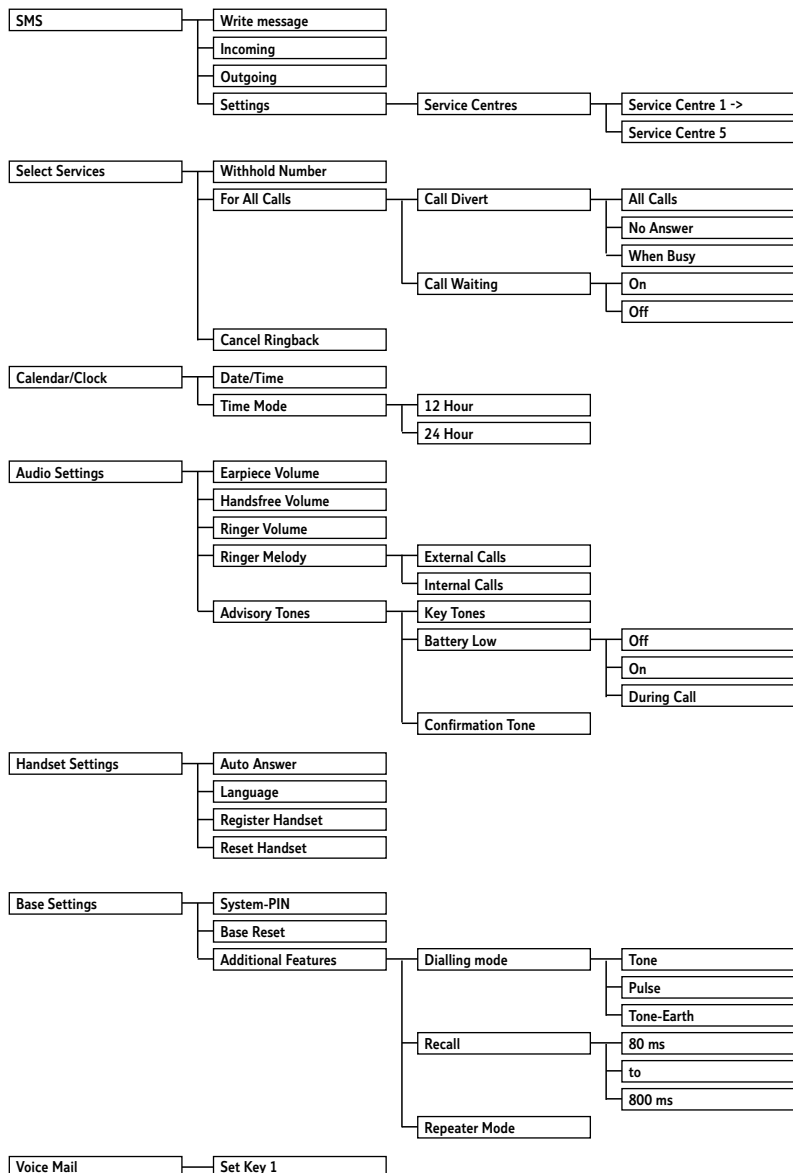 SMS
Write message
Incoming
Outgoing
Settings
Service Centres
Service Centre 1 ->
Service Centre 5
Select Services
Withhold Number
For All Calls
Call Divert
All Calls
No Answer
When Busy
Call Waiting
On
Off
Cancel Ringback
Calendar/Clock
Date/Time
Time Mode
12 Hour
24 Hour
Audio Settings
Earpiece Volume
Handsfree Volume
Ringer Volume
Ringer Melody
External Calls
Internal Calls
Advisory Tones
Key Tones
Battery Low
Off
On
During Call
Confirmation Tone
Handset Settings
Auto Answer
Language
Register Handset
Reset Handset
Base Settings
System-PIN
Base Reset
Additional Features
Dialling mode
Tone
Pulse
Tone-Earth
Recall
80 ms
to
800 ms
Repeater Mode
Voice Mail
Set Key 1